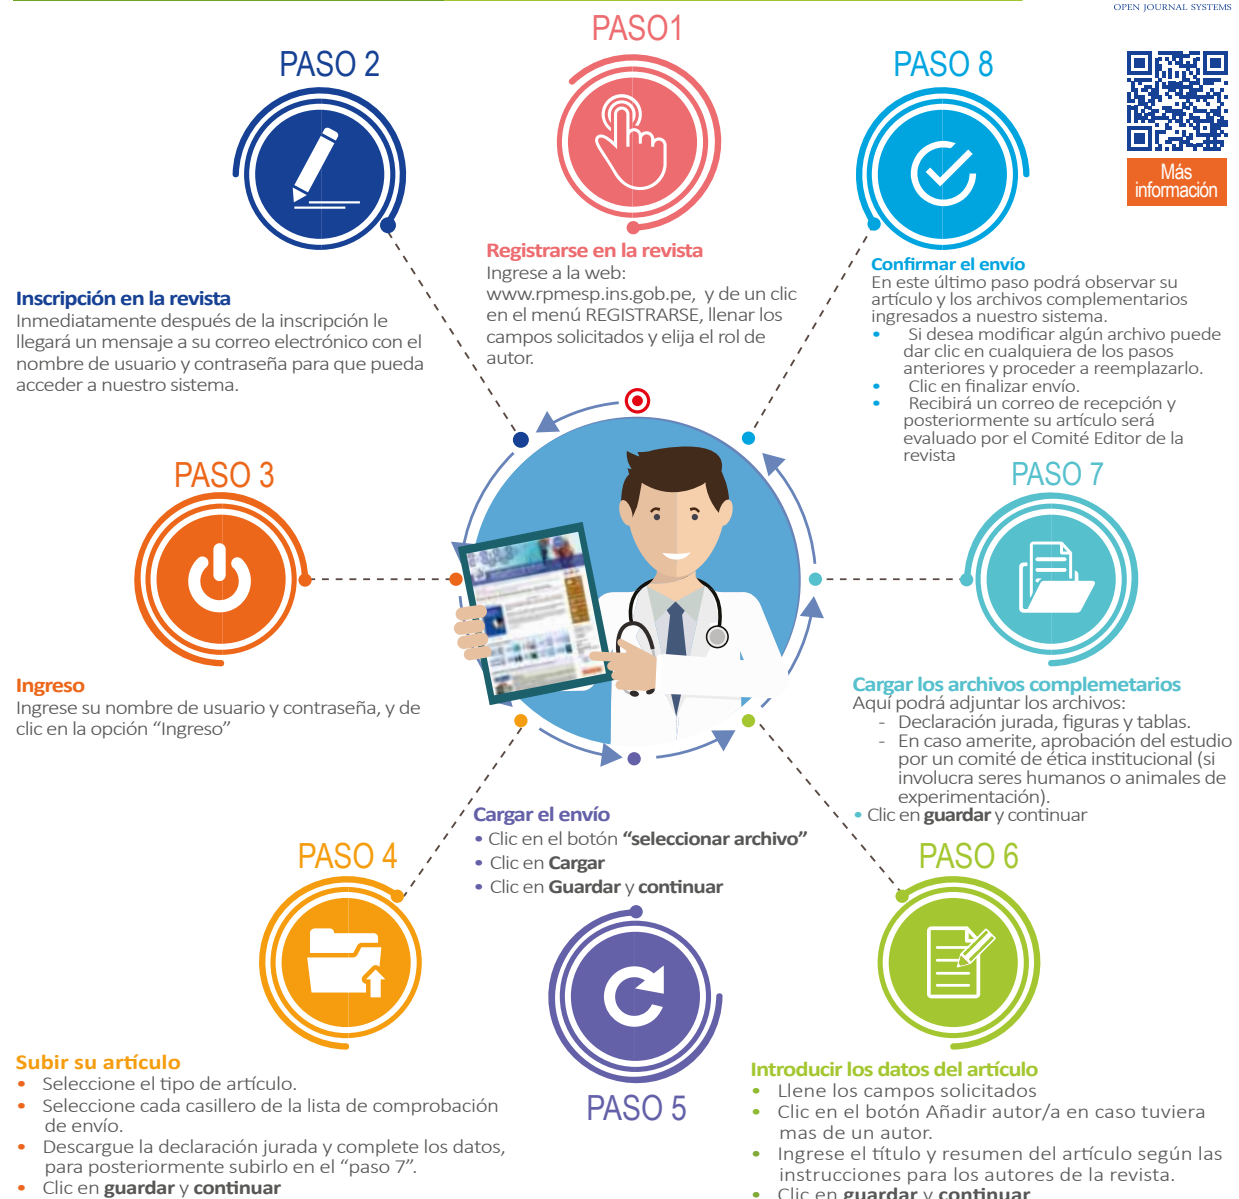 OPEN JOURNAL SYSTEMS
PASO1
Registrarse en la revista
Ingrese a la web:
www.rpmesp.ins.gob.pe, y de un clic
en el menú REGISTRARSE, llenar los
campos solicitados y elija el rol de
autor.
PASO 2
Inscripción en la revista
Inmediatamente después de la inscripción le
llegará un mensaje a su correo electrónico con el
nombre de usuario y contraseña para que pueda
acceder a nuestro sistema.
PASO 3
Ingreso
Ingrese su nombre de usuario y contraseña, y de
clic en la opción “Ingreso”
PASO 4
Subir su artículo
• Seleccione el tipo de artículo.
• Seleccione cada casillero de la lista de comprobación
de envío.
• Descargue la declaración jurada y complete los datos,
para posteriormente subirlo en el “paso 7”.
• Clic en guardar y continuar
Cargar el envío
• Clic en el botón “seleccionar archivo”
• Clic en Cargar
• Clic en Guardar y continuar
PASO 5
PASO 6
Introducir los datos del artículo
• Llene los campos solicitados
• Clic en el botón Añadir autor/a en caso tuviera
mas de un autor.
• Ingrese el título y resumen del artículo según las
instrucciones para los autores de la revista.
• Clic en guardar y continuar
PASO 7
Cargar los archivos complemetarios
Aquí podrá adjuntar los archivos:
- Declaración jurada, figuras y tablas.
- En caso amerite, aprobación del estudio
por un comité de ética institucional (si
involucra seres humanos o animales de
experimentación).
• Clic en guardar y continuar
PASO 8
Confirmar el envío
En este último paso podrá observar su
artículo y los archivos complementarios
ingresados a nuestro sistema.
• Si desea modificar algún archivo puede
dar clic en cualquiera de los pasos
anteriores y proceder a reemplazarlo.
• Clic en finalizar envío.
• Recibirá un correo de recepción y
posteriormente su artículo será
evaluado por el Comité Editor de la
revista
Más
información